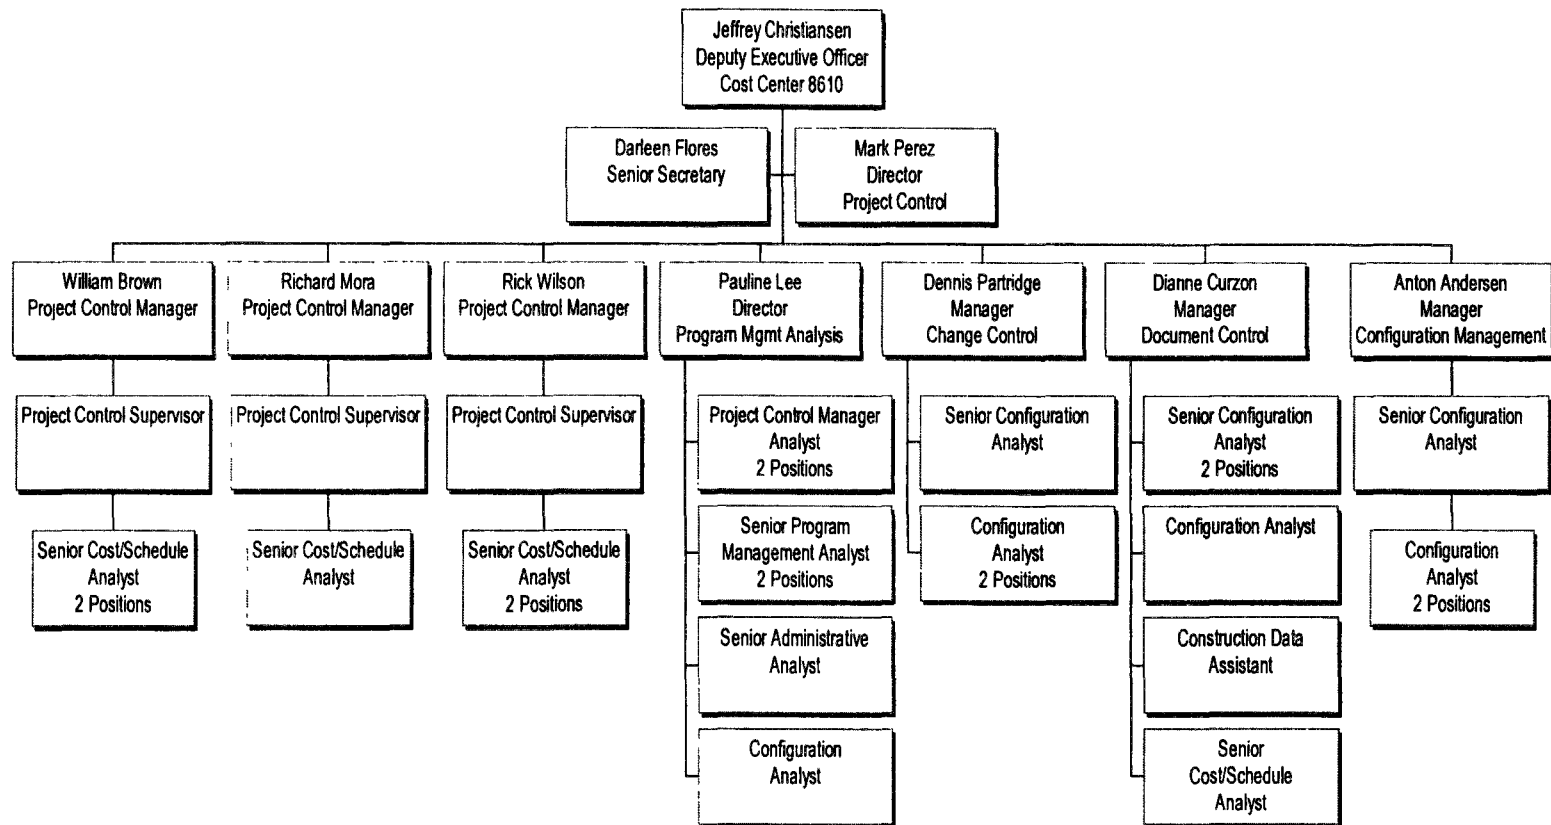 Jeffrey Christiansen
Deputy Executive Officer
Cost Center 8610
Darleen Flores
Senior Secretary
Mark Perez
Director
Project Control
William Brown
Project Control Manager
Richard Mora
Project Control Manager
Rick Wilson
Project Control Manager
Pauline Lee
Director
Program Mgmt Analysis
Dennis Partridge
Manager
Change Control
Dianne Curzon
Manager
Document Control
Anton Andersen
Manager
Configuration Management
Project Control Supervisor
Project Control Supervisor
Project Control Supervisor
Project Control Manager
Analyst
2 Positions
Senior Configuration
Analyst
Senior Configuration
Analyst
2 Positions
Senior Configuration
Analyst
Senior Cost/Schedule
Analyst
2 Positions
Senior Cost/Schedule
Analyst
Senior Cost/Schedule
Analyst
2 Positions
Senior Program
Management Analyst
2 Positions
Configuration
Analyst
2 Positions
Configuration Analyst
Configuration
Analyst
2 Positions
Senior Administrative
Analyst
Construction Data
Assistant
Configuration
Analyst
Senior
Cost/Schedule
Analyst